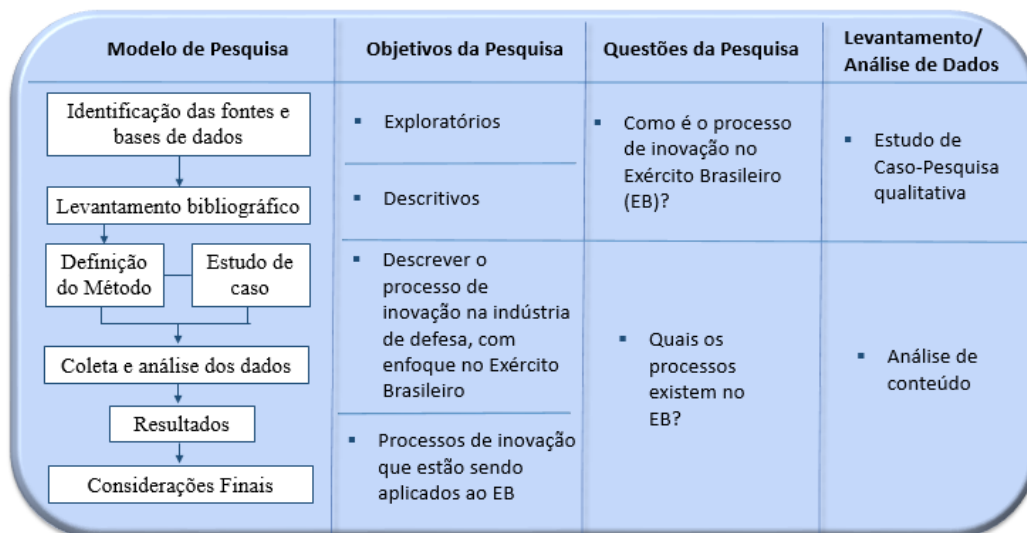 Modelo de Pesquisa
Identificação das fontes e
bases de dados
Levantamento bibliográfico
Definição
do Método
Estudo de
caso
Coleta e análise dos dados
Resultados
Considerações Finais
Objetivos da Pesquisa
▪ Exploratórios
▪ Descritivos
▪ Descrever o
processo de
inovação na indústria
de defesa, com
enfoque no Exército
Brasileiro
▪ Processos de inovação
que estão sendo
aplicados ao EB
Questões da Pesquisa
▪ Como é o processo
de inovação no
Exército Brasileiro
(EB)?
▪ Quais os
processos
existem no
EB?
Levantamento/
Análise de Dados
▪ Estudo de
Caso-Pesquisa
qualitativa
▪ Análise de
conteúdo